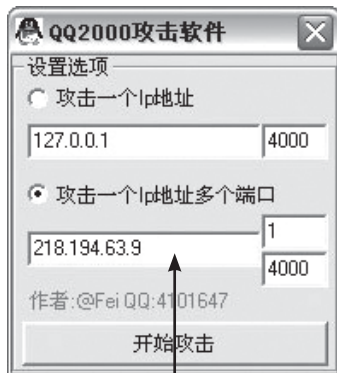 QQ2000攻击软件
设置选项
攻击一个Ip地址
127.0.0.1
4000
攻击一个Ip地址多个端口
218.194.63.9
1
4000
作者:@Fei QQ:4101647
开始攻击